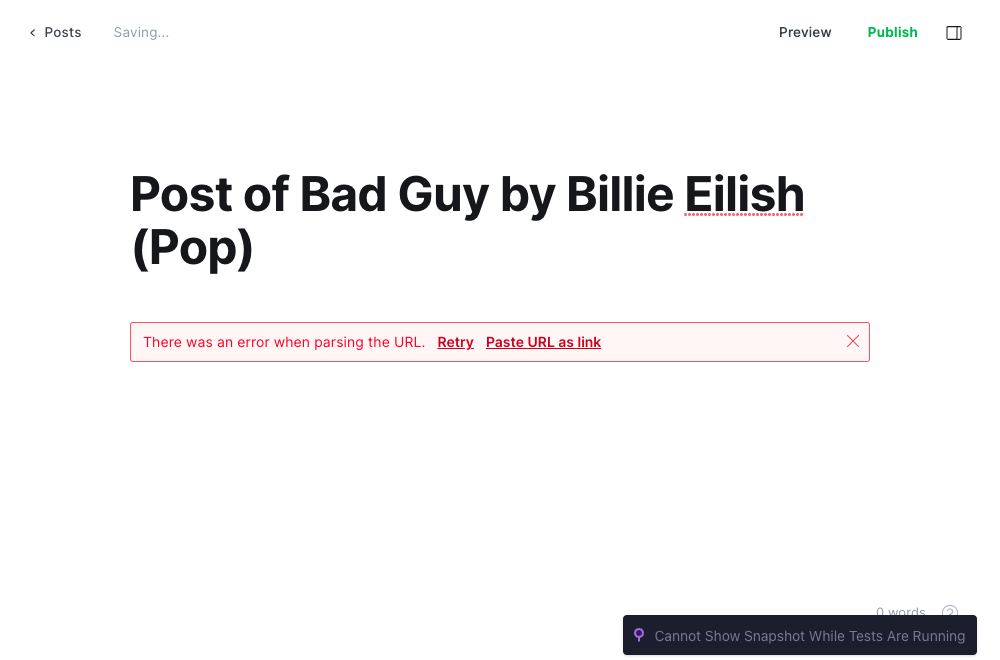 Posts
Saving...
Preview
Publish
Post of Bad Guy by Billie Eilish
(Pop)
There was an error when parsing the URL. Retry Paste URL as link
0 words
Cannot Show Snapshot While Tests Are Running